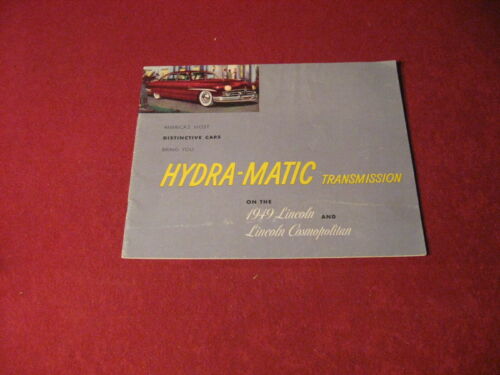 AMERICA'S MOST
DISTINCTIVE CARS
BRING YOU
HYDRA-MATIC TRANSMISSION
ON THE
1949 Lincoln AND
Lincoln Cosmopolitan